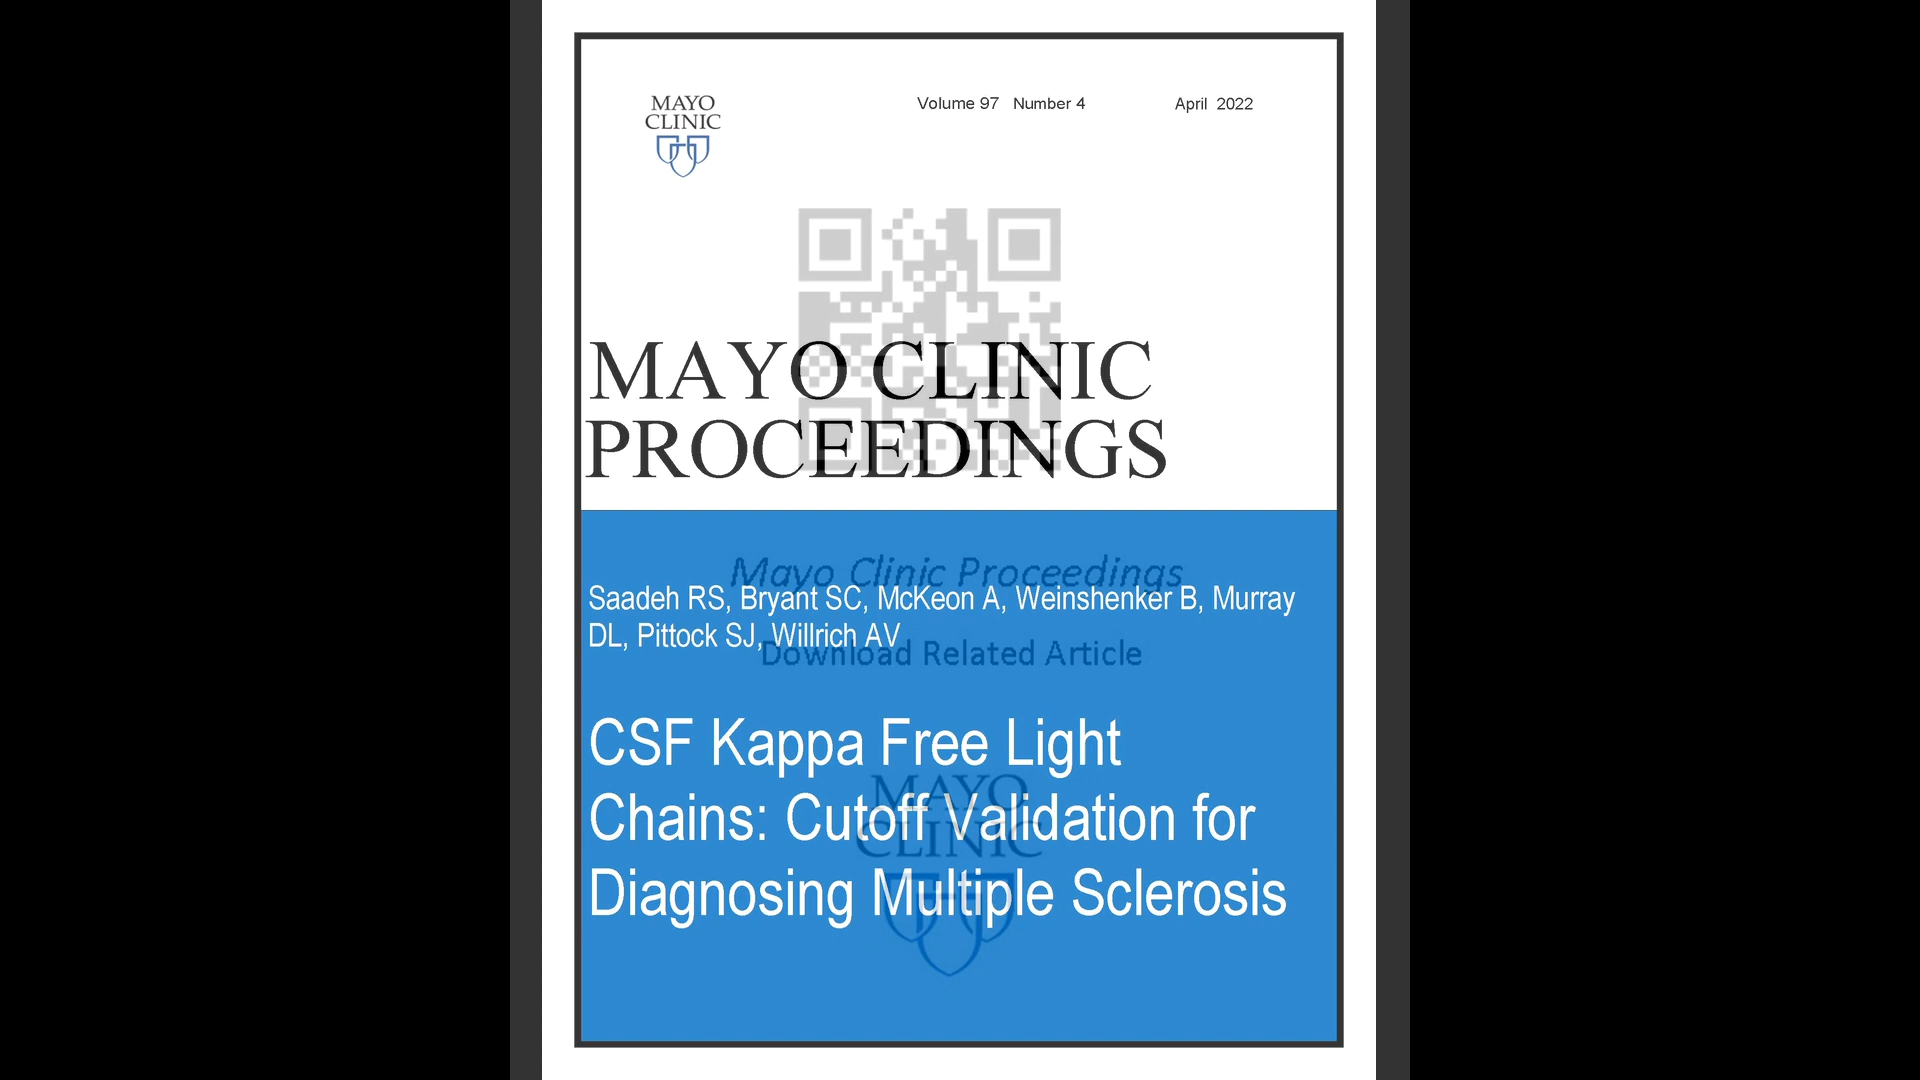 MAYO
CLINIC
Volume 97 Number 4 April 2022
MAYO CLINIC
PROCEEDINGS
Mayo Clinic Proceedings
Saadeh RS, Bryant SC, McKeon A, Weinshenker B, Murray
DL, Pittock SJ, Willrich AV
Download Related Article
CSF Kappa Free Light
Chains: Cutoff Validation for
Diagnosing Multiple Sclerosis
MAYO
CLINIC